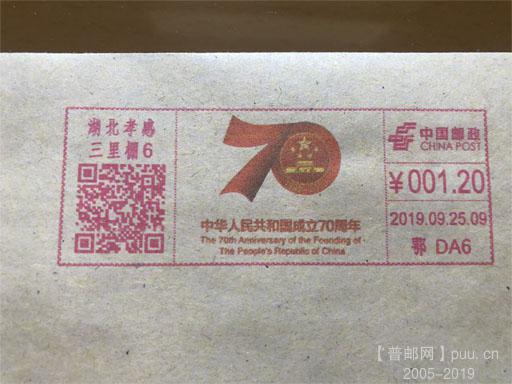 湖北孝感
三里棚6
70
中华人民共和国成立70周年
The 70th Anniversary of the Founding of
The People's Republic of China
中国邮政
CHINA POST
¥001.20
2019.09.25.09
鄂 DA6
【普邮网】puu.cn
2005-2019